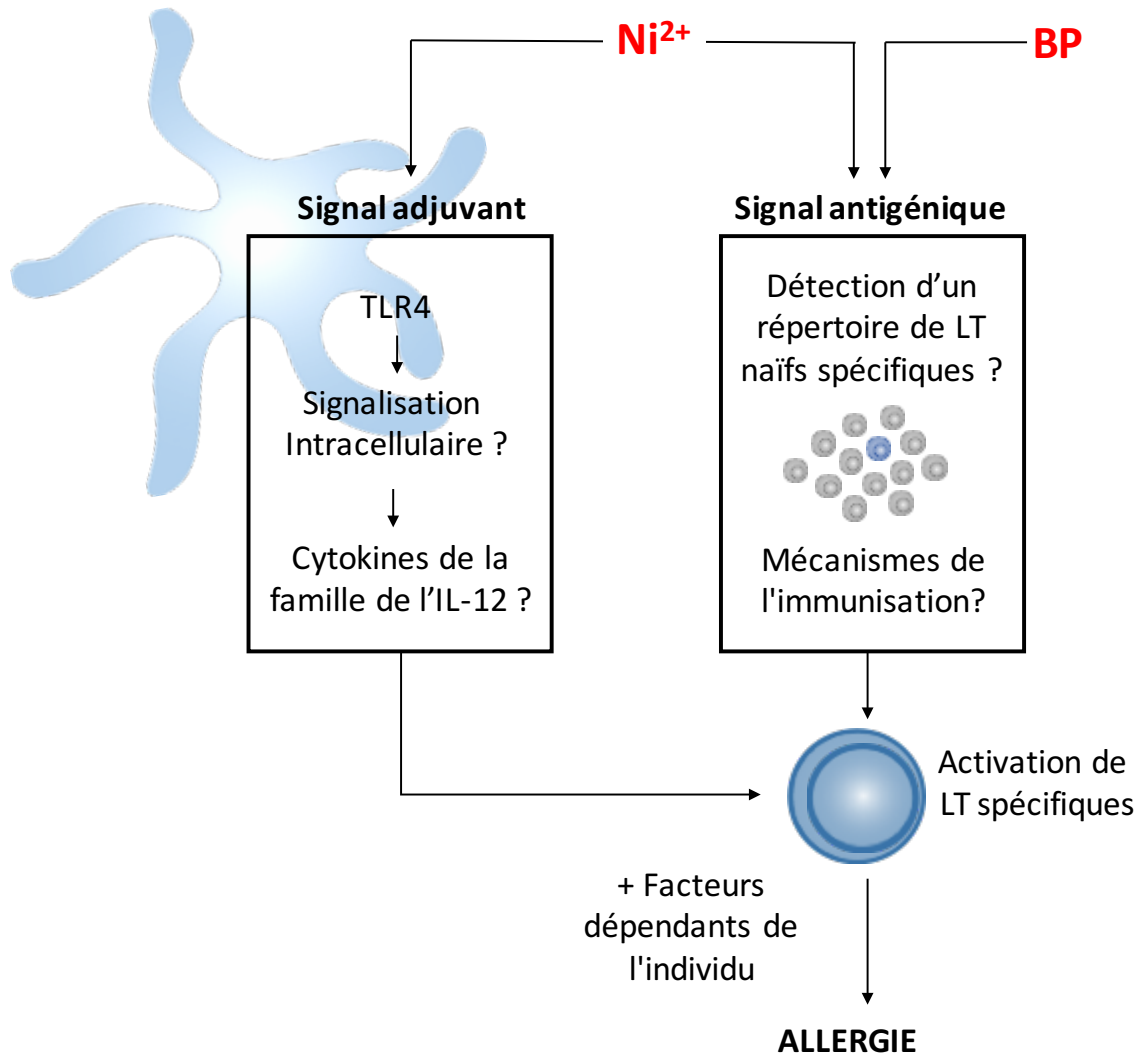 Ni²⁺
BP
Signal adjuvant
TLR4
Signalisation
Intracellulaire ?
Cytokines de la
famille de l’IL-12 ?
Signal antigénique
Détection d’un
répertoire de LT
naïfs spécifiques ?
Mécanismes de
l'immunisation?
Activation de
LT spécifiques
+ Facteurs
dépendants de
l'individu
ALLERGIE